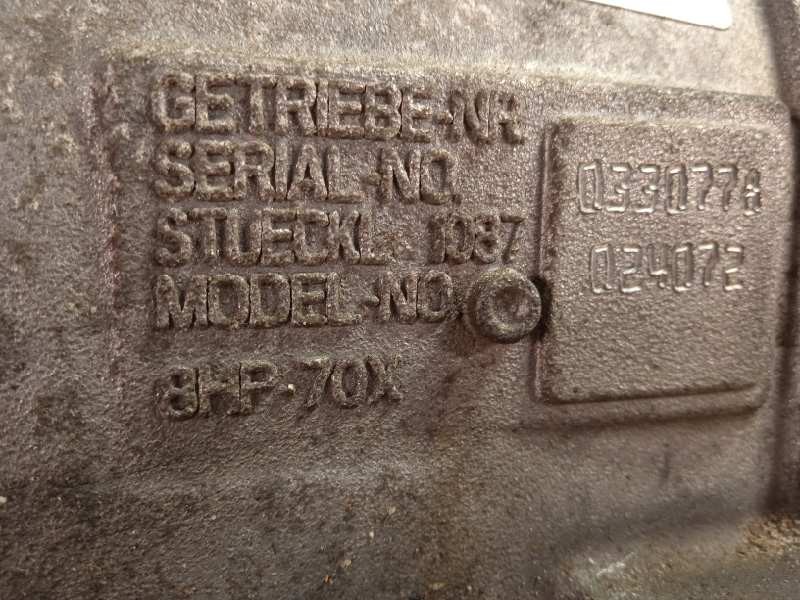 GETRIEBE-NR
SERIAL-NO.
STUECKL. 1087
MODEL-NO.
8HP-70X
0330778
024072